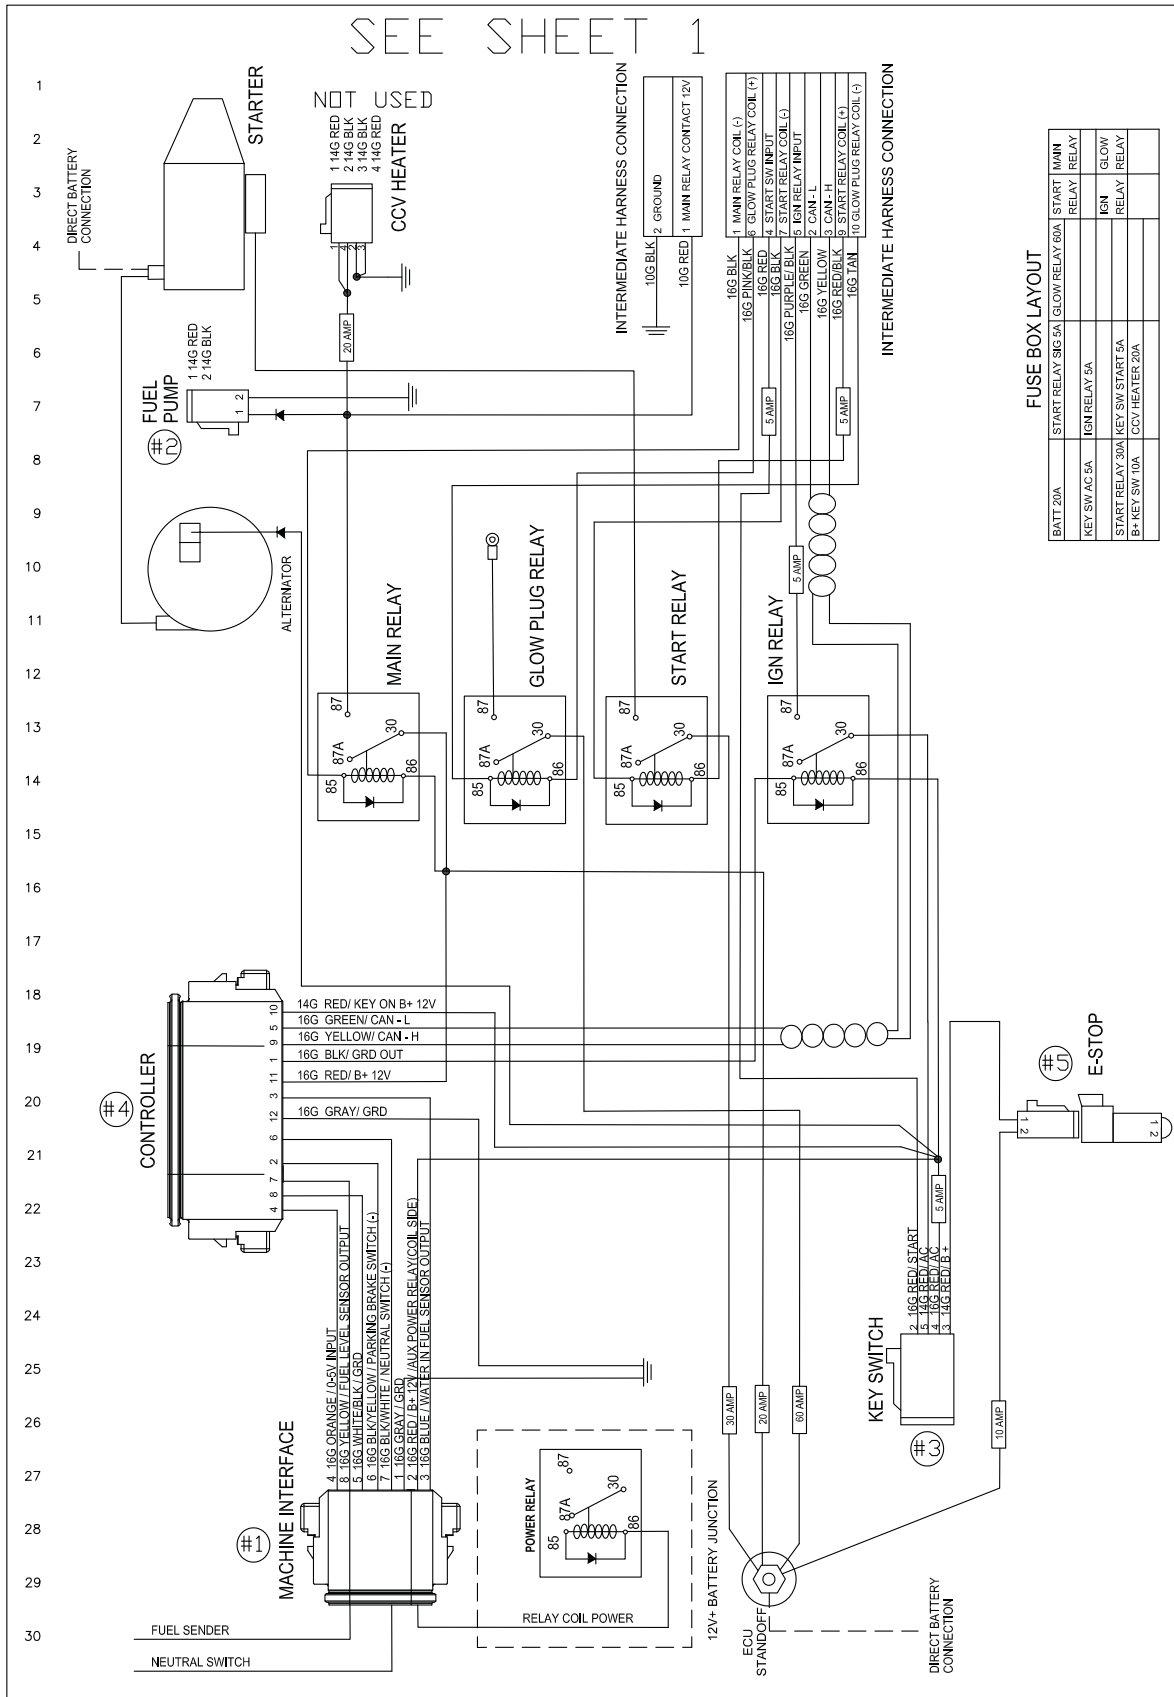 SEE SHEET 1
1
2
3
4
5
6
7
8
9
10
11
12
13
14
15
16
17
18
19
20
21
22
23
24
25
26
27
28
29
30
STARTER
DIRECT BATTERY
CONNECTION
NOT USED
1 14G RED
2 14G BLK
3 14G BLK
4 14G RED
CCV HEATER
1
4
2
3
20 AMP
FUEL
PUMP
#2
1 14G RED
2 14G BLK
1
2
ALTERNATOR
INTERMEDIATE HARNESS CONNECTION
2 GROUND
1 MAIN RELAY CONTACT 12V
10G BLK
10G RED
INTERMEDIATE HARNESS CONNECTION
1 MAIN RELAY COIL (-)
6 GLOW PLUG RELAY COIL (+)
4 START SW INPUT
7 START RELAY COIL (-)
5 IGN RELAY INPUT
2 CAN - L
3 CAN - H
9 START RELAY COIL (+)
10 GLOW PLUG RELAY COIL (-)
16G BLK
16G PINK/BLK
16G RED
16G BLK
16G PURPLE/ BLK
16G GREEN
16G YELLOW
16G RED/BLK
16G TAN
5 AMP
5 AMP
5 AMP
FUSE BOX LAYOUT
BATT 20A
START RELAY SIG 5A
GLOW RELAY 60A
START
RELAY
MAIN
RELAY
KEY SW AC 5A
IGN RELAY 5A
IGN
RELAY
GLOW
RELAY
START RELAY 30A
KEY SW START 5A
B+ KEY SW 10A
CCV HEATER 20A
MAIN RELAY
87
87A
30
85
86
GLOW PLUG RELAY
87
87A
30
85
86
START RELAY
87
87A
30
85
86
IGN RELAY
87
87A
30
85
86
#4
CONTROLLER
10
5
9
1
11
3
12
6
2
7
8
4
14G RED/ KEY ON B+ 12V
16G GREEN/ CAN - L
16G YELLOW/ CAN - H
16G BLK/ GRD OUT
16G RED/ B+ 12V
16G GRAY/ GRD
#5
E-STOP
1
2
1
2
5 AMP
2 16G RED/ START
5 14G RED/ AC
4 16G RED/ AC
3 14G RED/ B +
KEY SWITCH
#3
10 AMP
#1
MACHINE INTERFACE
4 16G ORANGE / 0-5V INPUT
8 16G YELLOW / FUEL LEVEL SENSOR OUTPUT
5 16G WHITE/BLK / GRD
6 16G BLK/YELLOW / PARKING BRAKE SWITCH (-)
7 16G BLK/WHITE / NEUTRAL SWITCH (-)
1 16G GRAY / GRD
2 16G RED / B+ 12V /AUX POWER RELAY(COIL SIDE)
3 16G BLUE / WATER IN FUEL SENSOR OUTPUT
FUEL SENDER
NEUTRAL SWITCH
POWER RELAY
87
87A
30
85
86
RELAY COIL POWER
30 AMP
20 AMP
60 AMP
12V+ BATTERY JUNCTION
ECU
STANDOFF
DIRECT BATTERY
CONNECTION